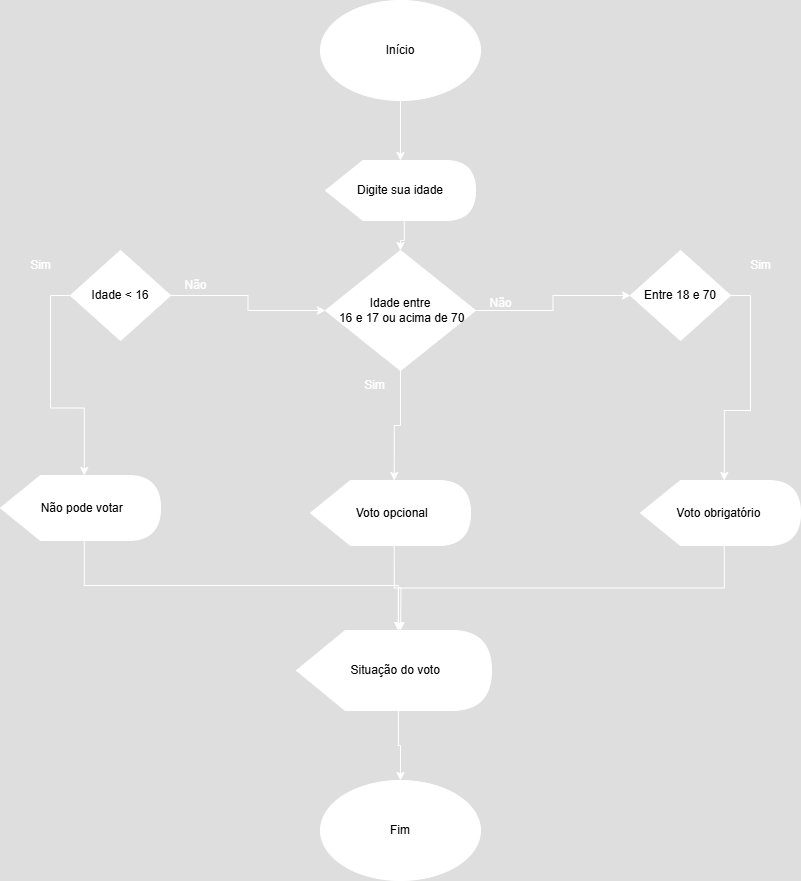 Início
Digite sua idade
Sim
Idade < 16
Não
Idade entre
16 e 17 ou acima de 70
Não
Entre 18 e 70
Sim
Sim
Não pode votar
Voto opcional
Voto obrigatório
Situação do voto
Fim